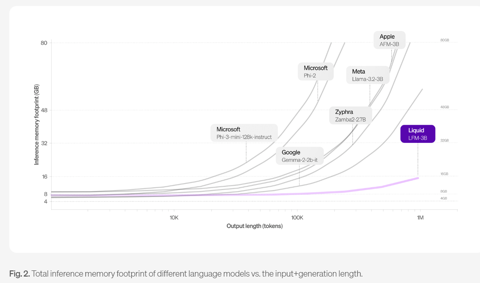 Apple
AFM-3B
80
Microsoft
Phi-2
Meta
Llama-3.2-3B
Inference memory footprint (GB)
48
Zyphra
Zamba2-2.7B
Microsoft
Phi-3-mini-128k-instruct
Liquid
LFM-3B
32
Google
Gemma-2-2b-it
16
8
4
10K
100K
1M
Output length (tokens)
Fig. 2. Total inference memory footprint of different language models vs. the input+generation length.